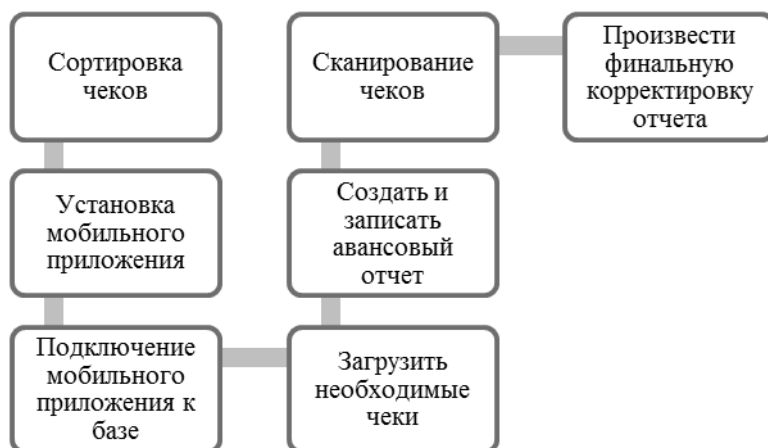 Сортировка
чеков
Установка
мобильного
приложения
Подключение
мобильного
приложения к
базе
Загрузить
необходимые
чеки
Создать и
записать
авансовый
отчет
Сканирование
чеков
Произвести
финальную
корректировку
отчета